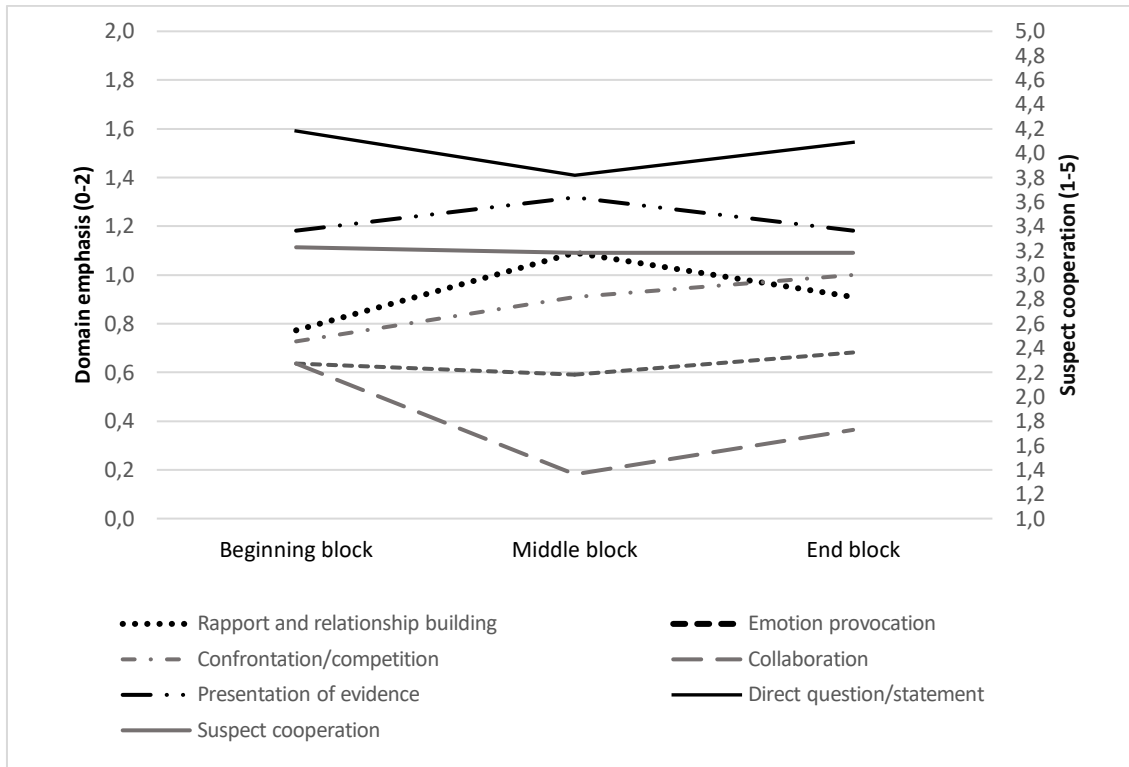 Domain emphasis (0-2)
2,0
1,8
1,6
1,4
1,2
1,0
0,8
0,6
0,4
0,2
0,0
5,0
4,8
4,6
4,4
4,2
4,0
3,8
3,6
3,4
3,2
3,0
2,8
2,6
2,4
2,2
2,0
1,8
1,6
1,4
1,2
1,0
Suspect cooperation (1-5)
Beginning block
Middle block
End block
Rapport and relationship building
Emotion provocation
Confrontation/competition
Collaboration
Presentation of evidence
Direct question/statement
Suspect cooperation